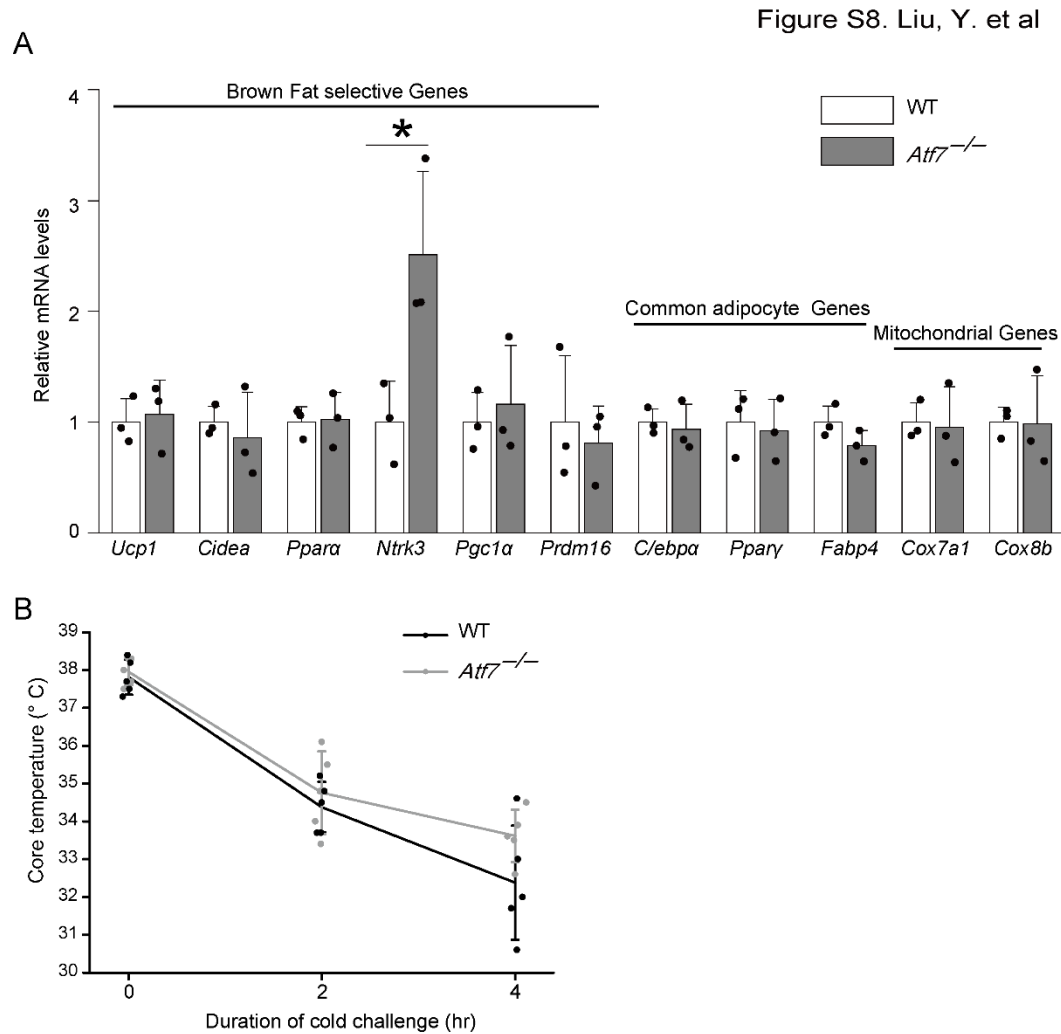 Figure S8. Liu, Y. et al
A
Brown Fat selective Genes
WT
Atf7−/−
*
Common adipocyte Genes
Mitochondrial Genes
Relative mRNA levels
4
3
2
1
0
Ucp1 Cidea Pparα Ntrk3 Pgc1α Prdm16 C/ebpα Pparγ Fabp4 Cox7a1 Cox8b
B
WT
Atf7−/−
Core temperature (° C)
39
38
37
36
35
34
33
32
31
30
0 2 4
Duration of cold challenge (hr)